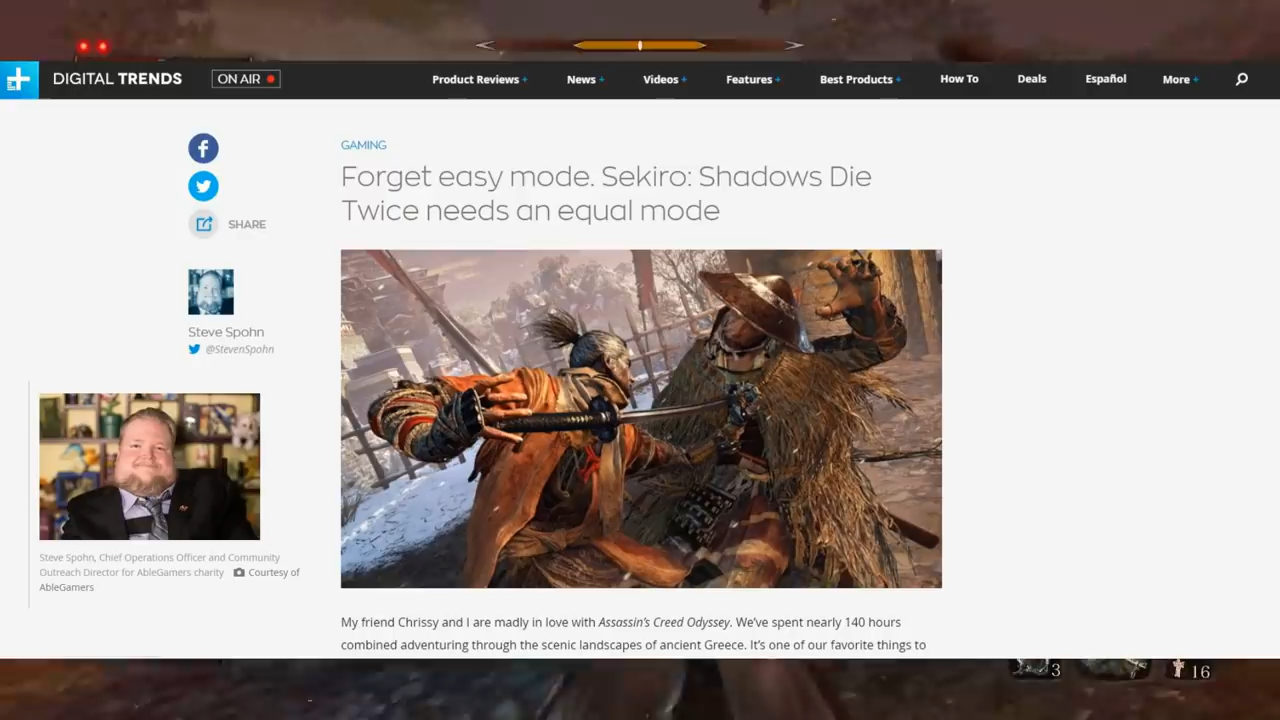 DIGITAL TRENDS
ON AIR
Product Reviews +
News +
Videos +
Features +
Best Products +
How To
Deals
Español
More +
SHARE
Steve Spohn
@StevenSpohn
Steve Spohn, Chief Operations Officer and Community
Outreach Director for AbleGamers charity Courtesy of
AbleGamers
GAMING
Forget easy mode. Sekiro: Shadows Die
Twice needs an equal mode
My friend Chrissy and I are madly in love with Assassin's Creed Odyssey. We've spent nearly 140 hours
combined adventuring through the scenic landscapes of ancient Greece. It's one of our favorite things to
3
16